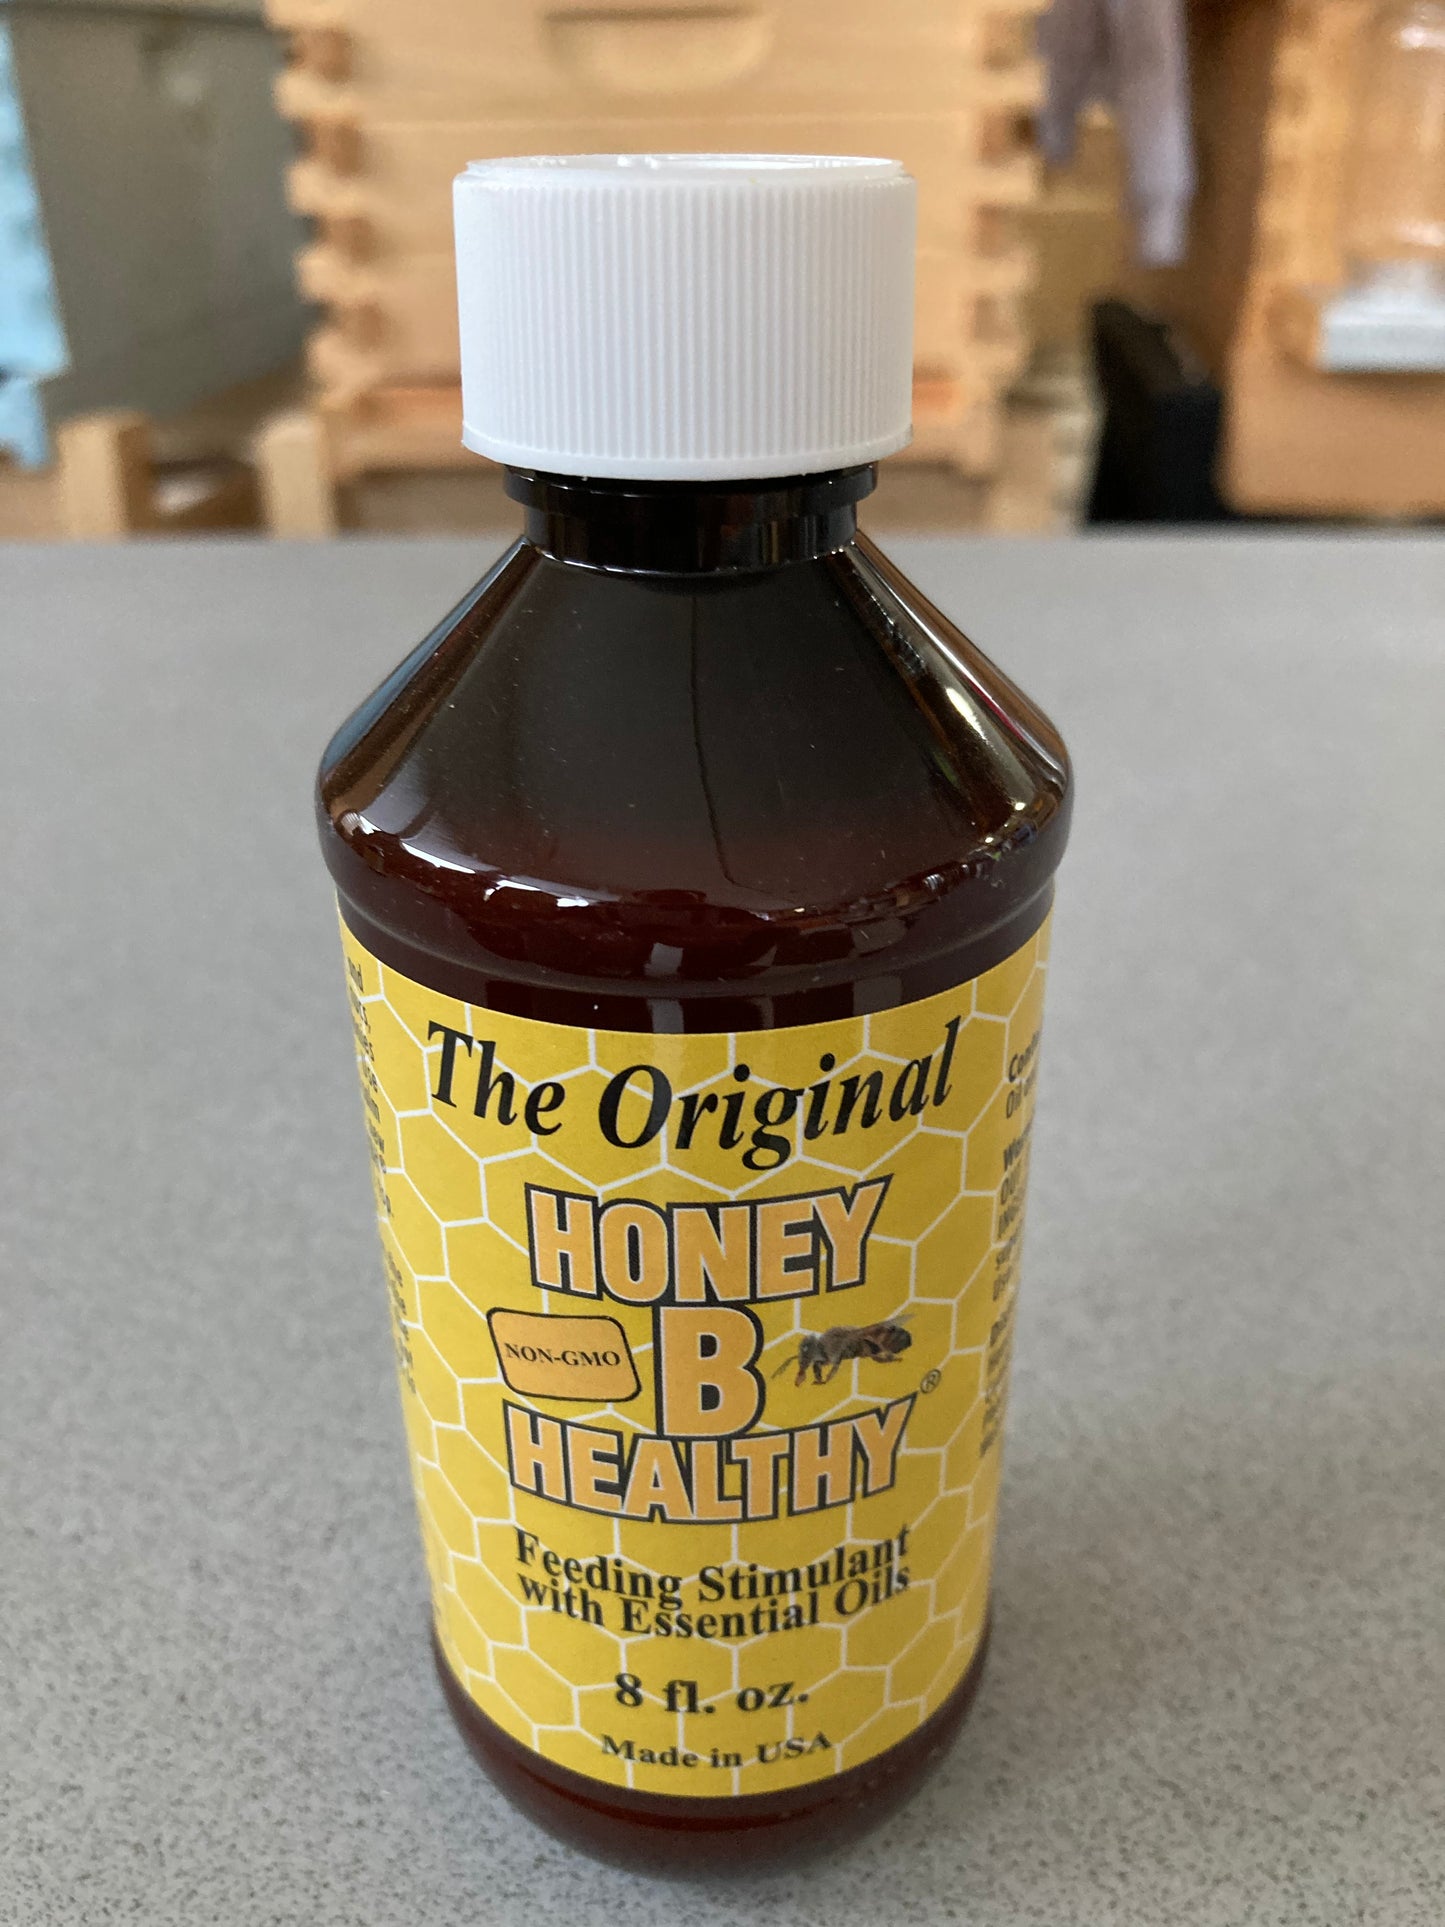 The Original
HONEY
NON-GMO
B
HEALTHY®
Feeding Stimulant
with Essential Oils
8 fl. oz.
Made in USA